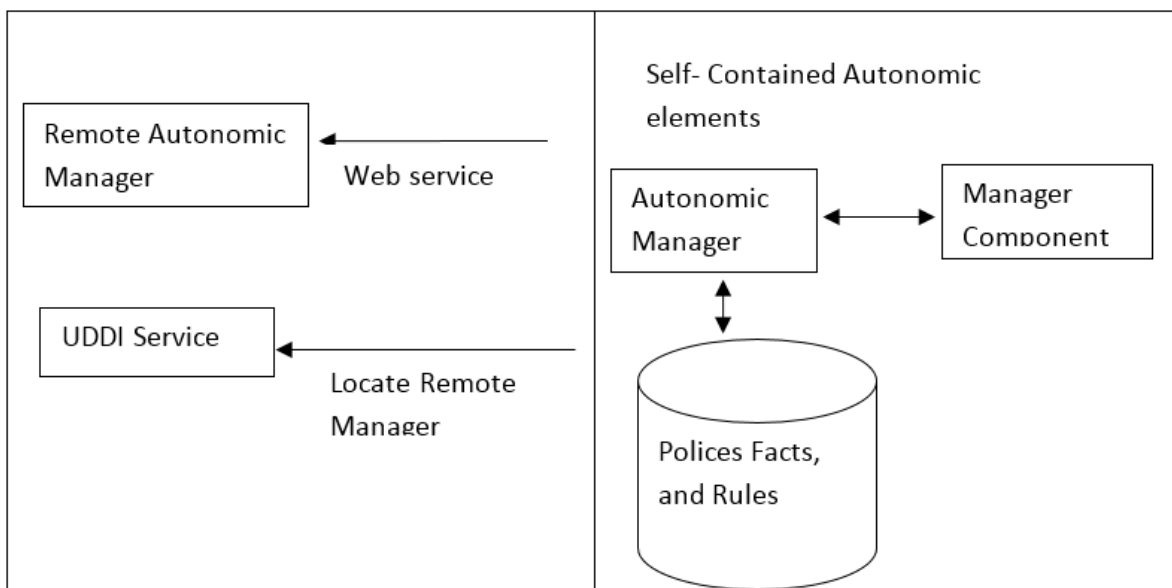 Remote Autonomic
Manager
Web service
UDDI Service
Locate Remote
Manager
Self- Contained Autonomic
elements
Autonomic
Manager
Manager
Component
Polices Facts,
and Rules